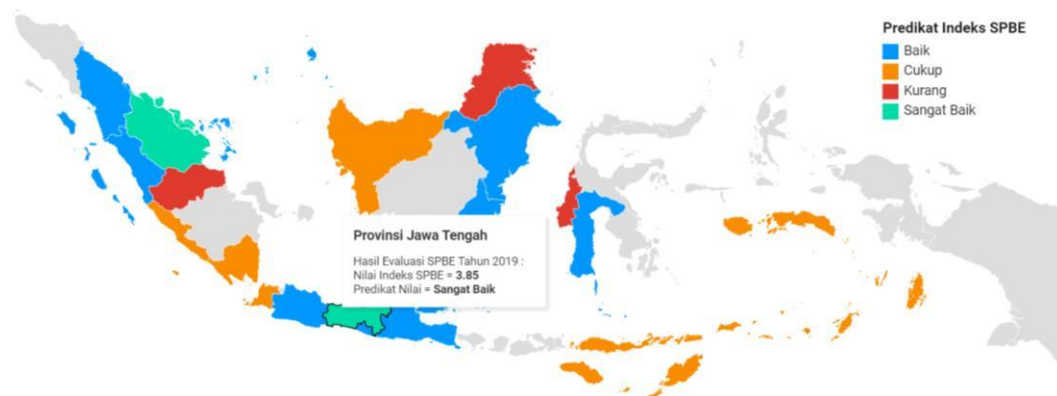 Predikat Indeks SPBE
Baik
Cukup
Kurang
Sangat Baik
Provinsi Jawa Tengah
Hasil Evaluasi SPBE Tahun 2019 :
Nilai Indeks SPBE = 3.85
Predikat Nilai = Sangat Baik